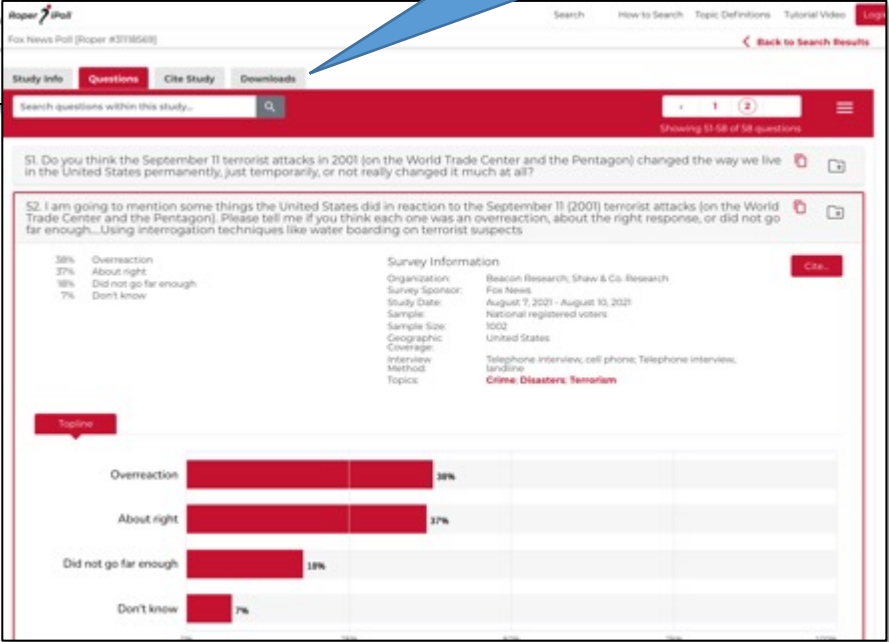 Roper iPoll
Search How to Search Topic Definitions Tutorial Video Login
Fox News Poll [Roper #31118569]
Back to Search Results
Study Info Questions Cite Study Downloads
Search questions within this study...
‹ 1 2
Showing 51-58 of 58 questions
51. Do you think the September 11 terrorist attacks in 2001 (on the World Trade Center and the Pentagon) changed the way we live
in the United States permanently, just temporarily, or not really changed it much at all?
52. I am going to mention some things the United States did in reaction to the September 11 (2001) terrorist attacks (on the World
Trade Center and the Pentagon). Please tell me if you think each one was an overreaction, about the right response, or did not go
far enough...Using interrogation techniques like water boarding on terrorist suspects
38% Overreaction
37% About right
18% Did not go far enough
7% Don't know
Survey Information
Cite...
Organization: Beacon Research; Shaw & Co. Research
Survey Sponsor: Fox News
Study Date: August 7, 2021 - August 10, 2021
Sample: National registered voters
Sample Size: 1002
Geographic United States
Coverage:
Interview Telephone interview, cell phone; Telephone interview,
Method: landline
Topics: Crime; Disasters; Terrorism
Topline
Overreaction 38%
About right 37%
Did not go far enough 18%
Don't know 7%